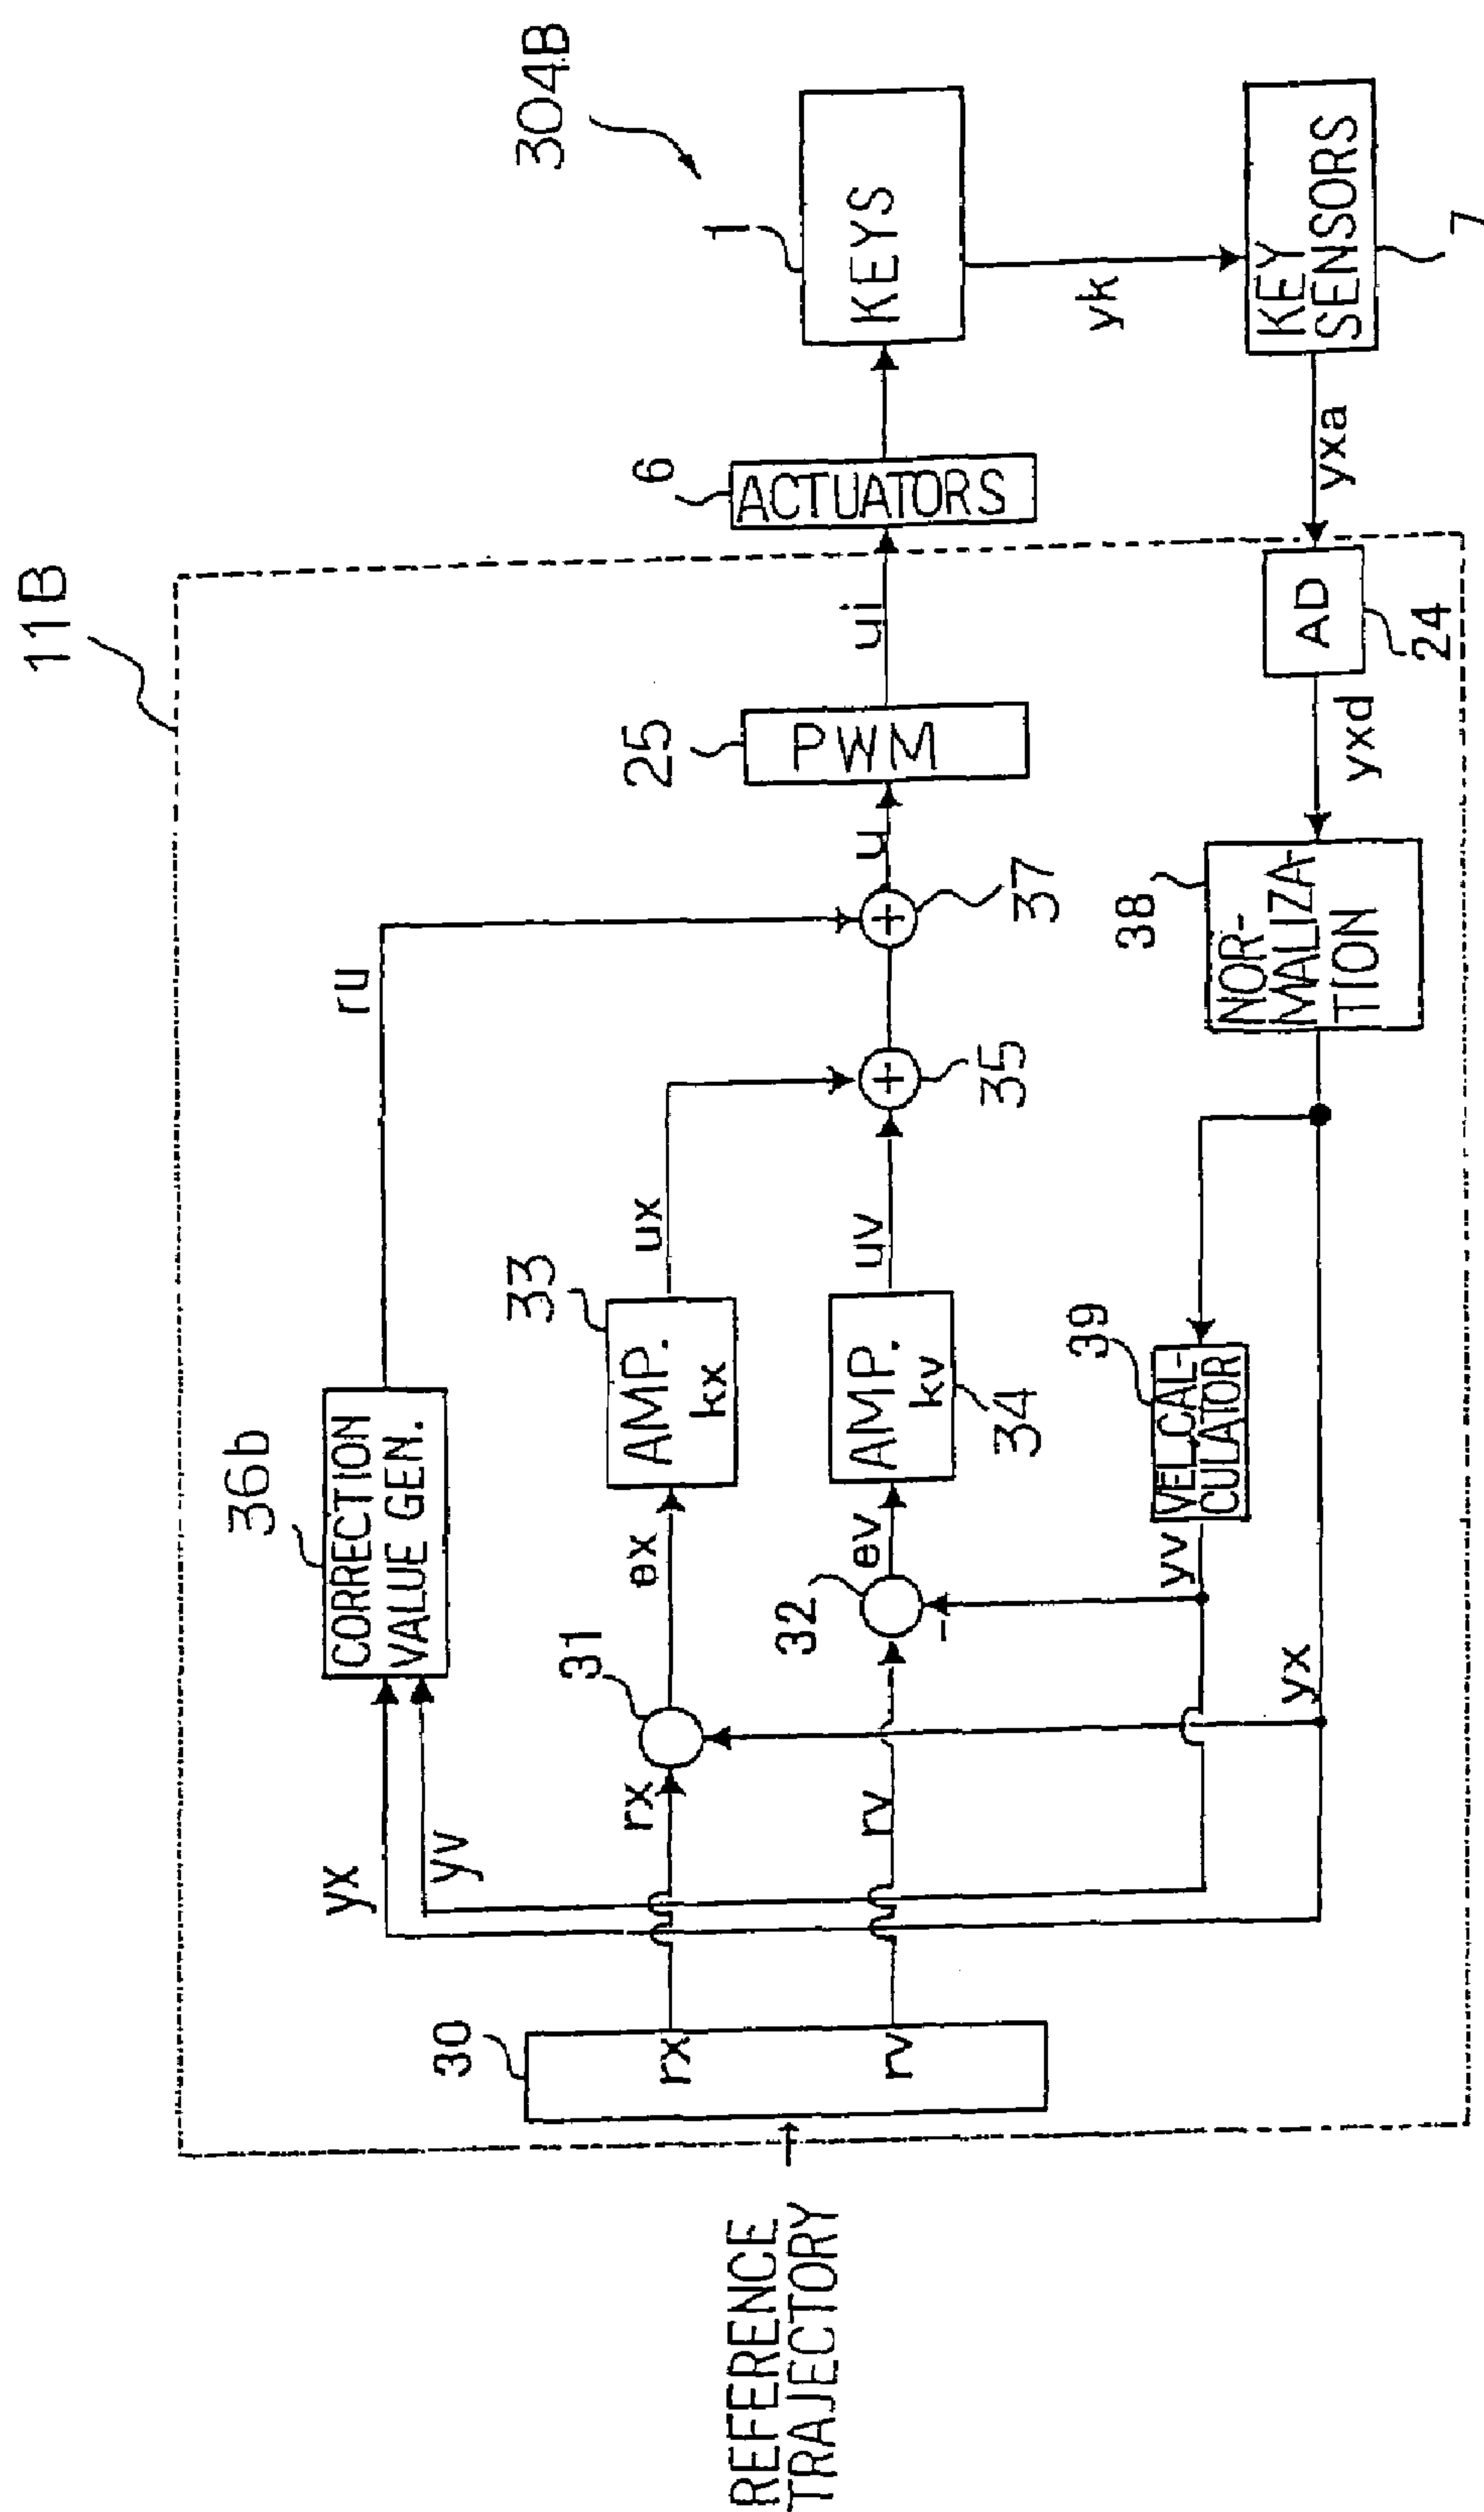 11B
304B
36b
CORRECTION
VALUE GEN.
ru
yx
yv
33
AMP.
kx
ux
31
ex
rx
30
rx
rv
REFERENCE
TRAJECTORY
rv
32
-
ev
AMP.
kv
34
uv
+
35
+
37
u
25
PWM
ui
6
ACTUATORS
1
KEYS
yk
KEY
SENSORS
7
yxa
AD
24
yxd
38
NOR-
MALIZA-
TION
39
VELCAL-
CULATOR
yv
yx